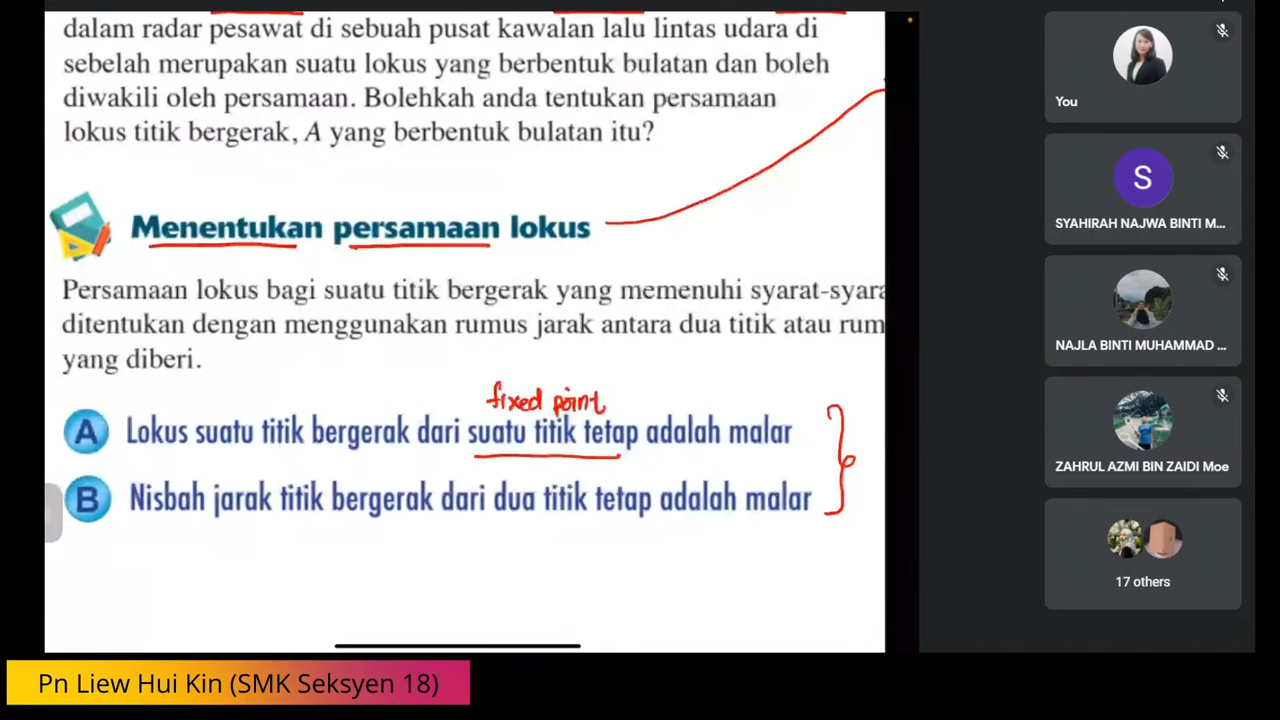 dalam radar pesawat di sebuah pusat kawalan lalu lintas udara di
sebelah merupakan suatu lokus yang berbentuk bulatan dan boleh
diwakili oleh persamaan. Bolehkah anda tentukan persamaan
lokus titik bergerak, A yang berbentuk bulatan itu?
Menentukan persamaan lokus
Persamaan lokus bagi suatu titik bergerak yang memenuhi syarat-syara
ditentukan dengan menggunakan rumus jarak antara dua titik atau rum
yang diberi.
fixed point
A Lokus suatu titik bergerak dari suatu titik tetap adalah malar
B Nisbah jarak titik bergerak dari dua titik tetap adalah malar
You
S
SYAHIRAH NAJWA BINTI M...
NAJLA BINTI MUHAMMAD ...
ZAHRUL AZMI BIN ZAIDI Moe
17 others
Pn Liew Hui Kin (SMK Seksyen 18)